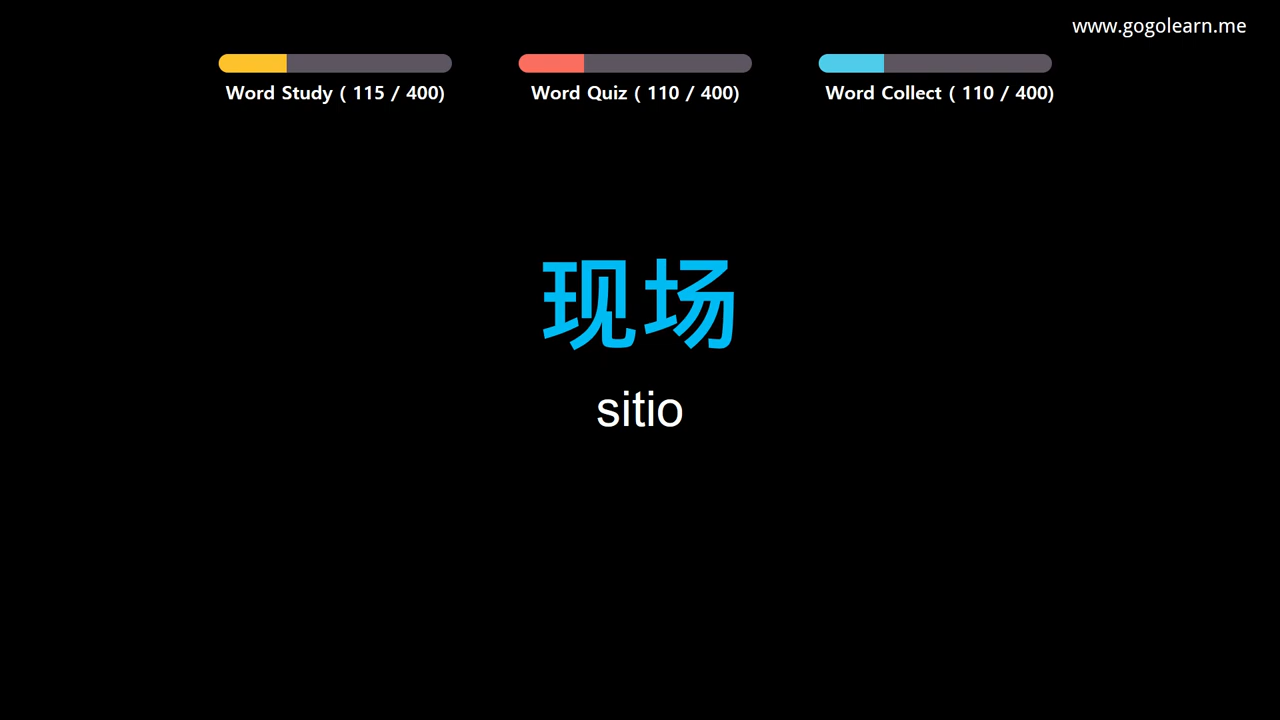 www.gogolearn.me
Word Study ( 115 / 400)
Word Quiz ( 110 / 400)
Word Collect ( 110 / 400)
现场
sitio